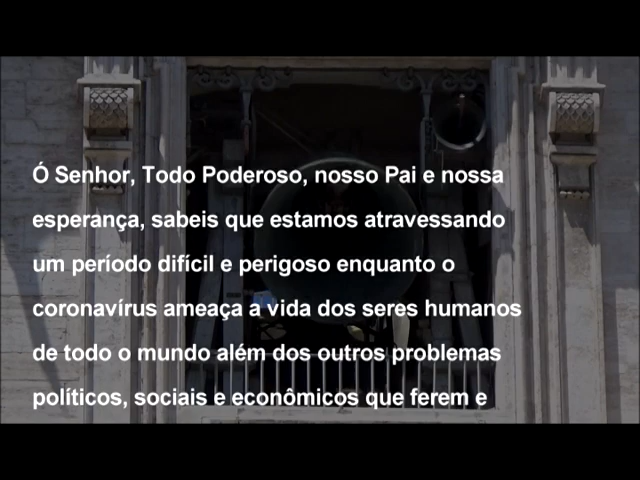 Ó Senhor, Todo Poderoso, nosso Pai e nossa
esperança, sabeis que estamos atravessando
um período difícil e perigoso enquanto o
coronavírus ameaça a vida dos seres humanos
de todo o mundo além dos outros problemas
políticos, sociais e econômicos que ferem e